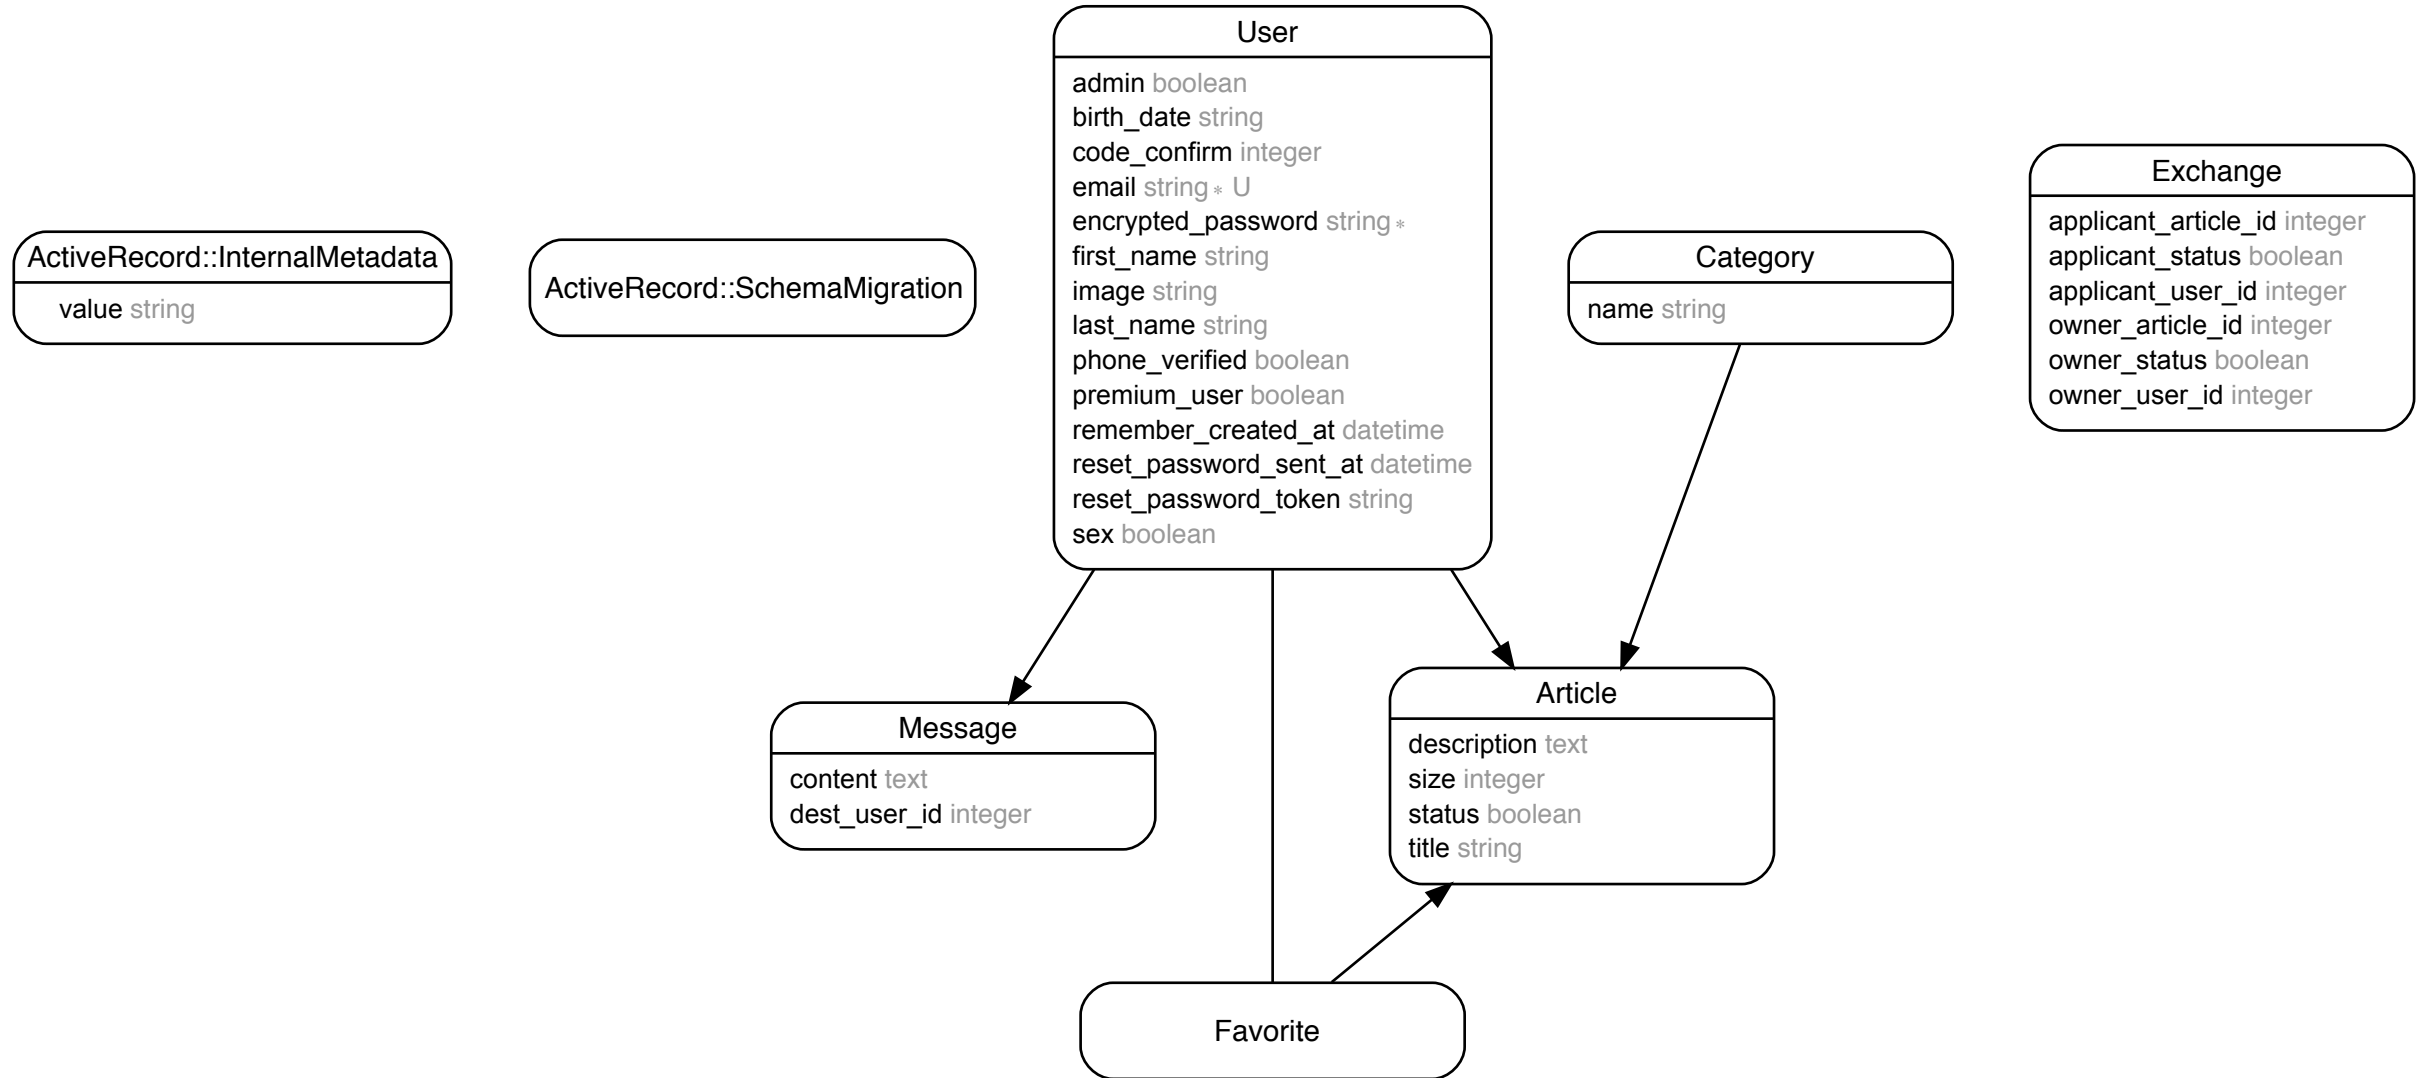 User
admin boolean
birth_date string
code_confirm integer
email string * U
encrypted_password string *
first_name string
image string
last_name string
phone_verified boolean
premium_user boolean
remember_created_at datetime
reset_password_sent_at datetime
reset_password_token string
sex boolean
Exchange
applicant_article_id integer
applicant_status boolean
applicant_user_id integer
owner_article_id integer
owner_status boolean
owner_user_id integer
ActiveRecord::InternalMetadata
value string
ActiveRecord::SchemaMigration
Category
name string
Message
content text
dest_user_id integer
Article
description text
size integer
status boolean
title string
Favorite